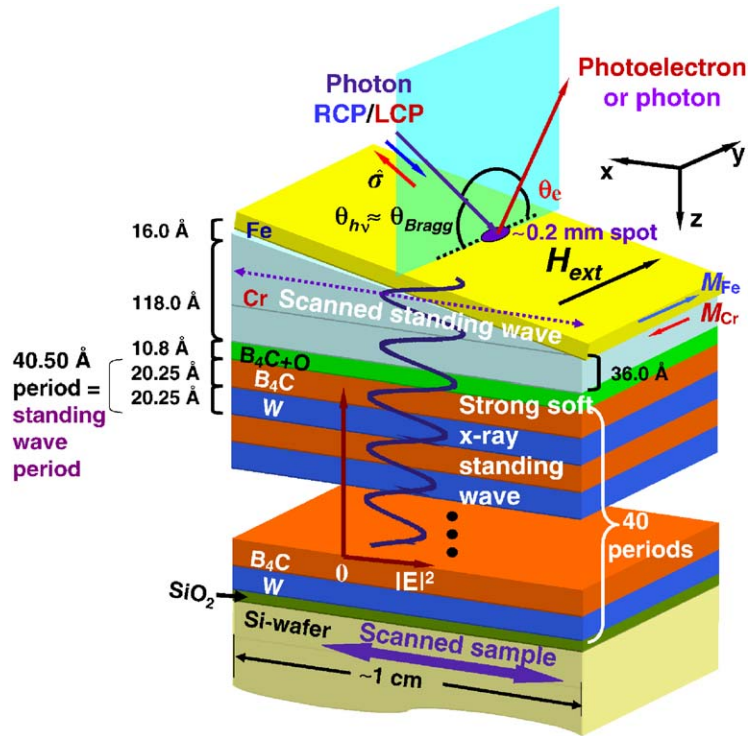 Photon
RCP/LCP
Photoelectron
or photon
σ̂
θe
x
y
z
θhν ≈ θBragg
~0.2 mm spot
16.0 Å
Fe
Hext
MFe
MCr
118.0 Å
Cr
Scanned standing wave
40.50 Å
period =
standing
wave
period
10.8 Å
20.25 Å
20.25 Å
B4C+O
B4C
W
36.0 Å
Strong soft
x-ray
standing
wave
40
periods
B4C
W
0
|E|2
SiO2
Si-wafer
Scanned sample
~1 cm